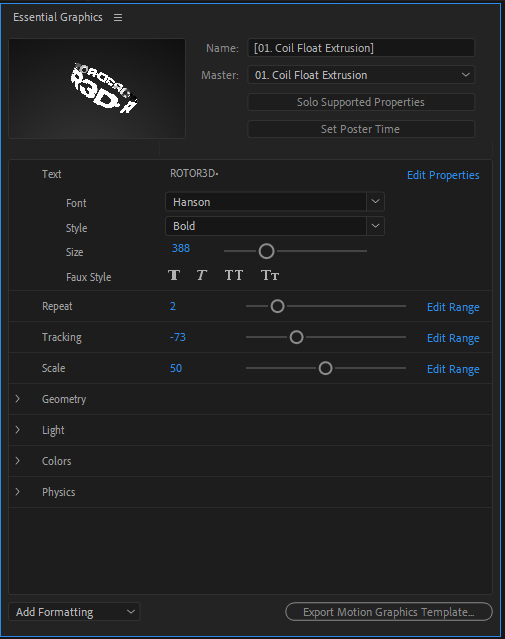 Essential Graphics
Name: [01. Coil Float Extrusion]
Master: 01. Coil Float Extrusion
Solo Supported Properties
Set Poster Time
Text ROTOR3D• Edit Properties
Font Hanson
Style Bold
Size 388
Faux Style T T TT Tᴛ
Repeat 2 Edit Range
Tracking -73 Edit Range
Scale 50 Edit Range
Geometry
Light
Colors
Physics
Add Formatting Export Motion Graphics Template...